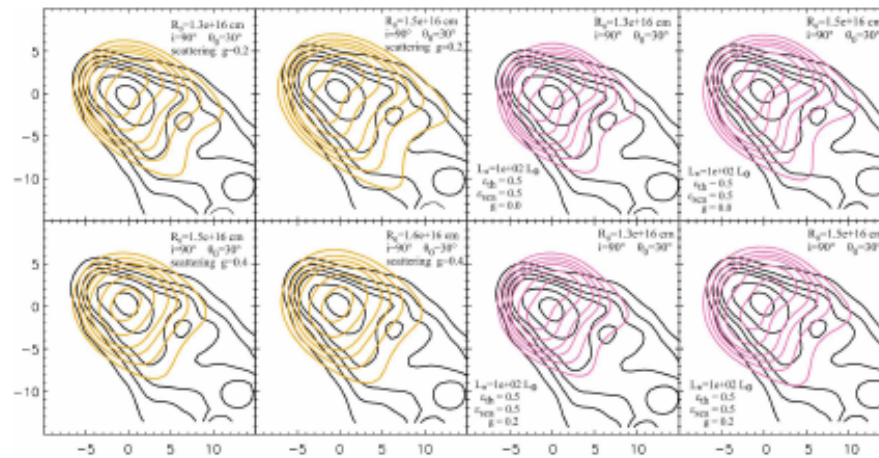 R₀=1.3e+16 cm
i=90° θ₀=30°
scattering g=0.2
R₀=1.5e+16 cm
i=90° θ₀=30°
scattering g=0.2
R₀=1.3e+16 cm
i=90° θ₀=30°
L*=1e+02 L⊙
εth = 0.5
εsca = 0.5
g = 0.0
R₀=1.5e+16 cm
i=90° θ₀=30°
L*=1e+02 L⊙
εth = 0.5
εsca = 0.5
g = 0.0
5
0
−5
−10
R₀=1.5e+16 cm
i=90° θ₀=30°
scattering g=0.4
R₀=1.6e+16 cm
i=90° θ₀=30°
scattering g=0.4
R₀=1.3e+16 cm
i=90° θ₀=30°
L*=1e+02 L⊙
εth = 0.5
εsca = 0.5
g = 0.2
R₀=1.5e+16 cm
i=90° θ₀=30°
L*=1e+02 L⊙
εth = 0.5
εsca = 0.5
g = 0.2
5
0
−5
−10
−5 0 5 10 −5 0 5 10 −5 0 5 10 −5 0 5 10